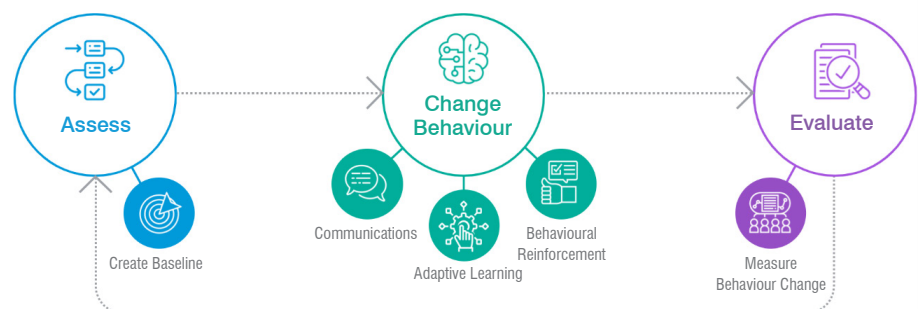 Assess
Create Baseline
Change
Behaviour
Communications
Adaptive Learning
Behavioural
Reinforcement
Evaluate
Measure
Behaviour Change